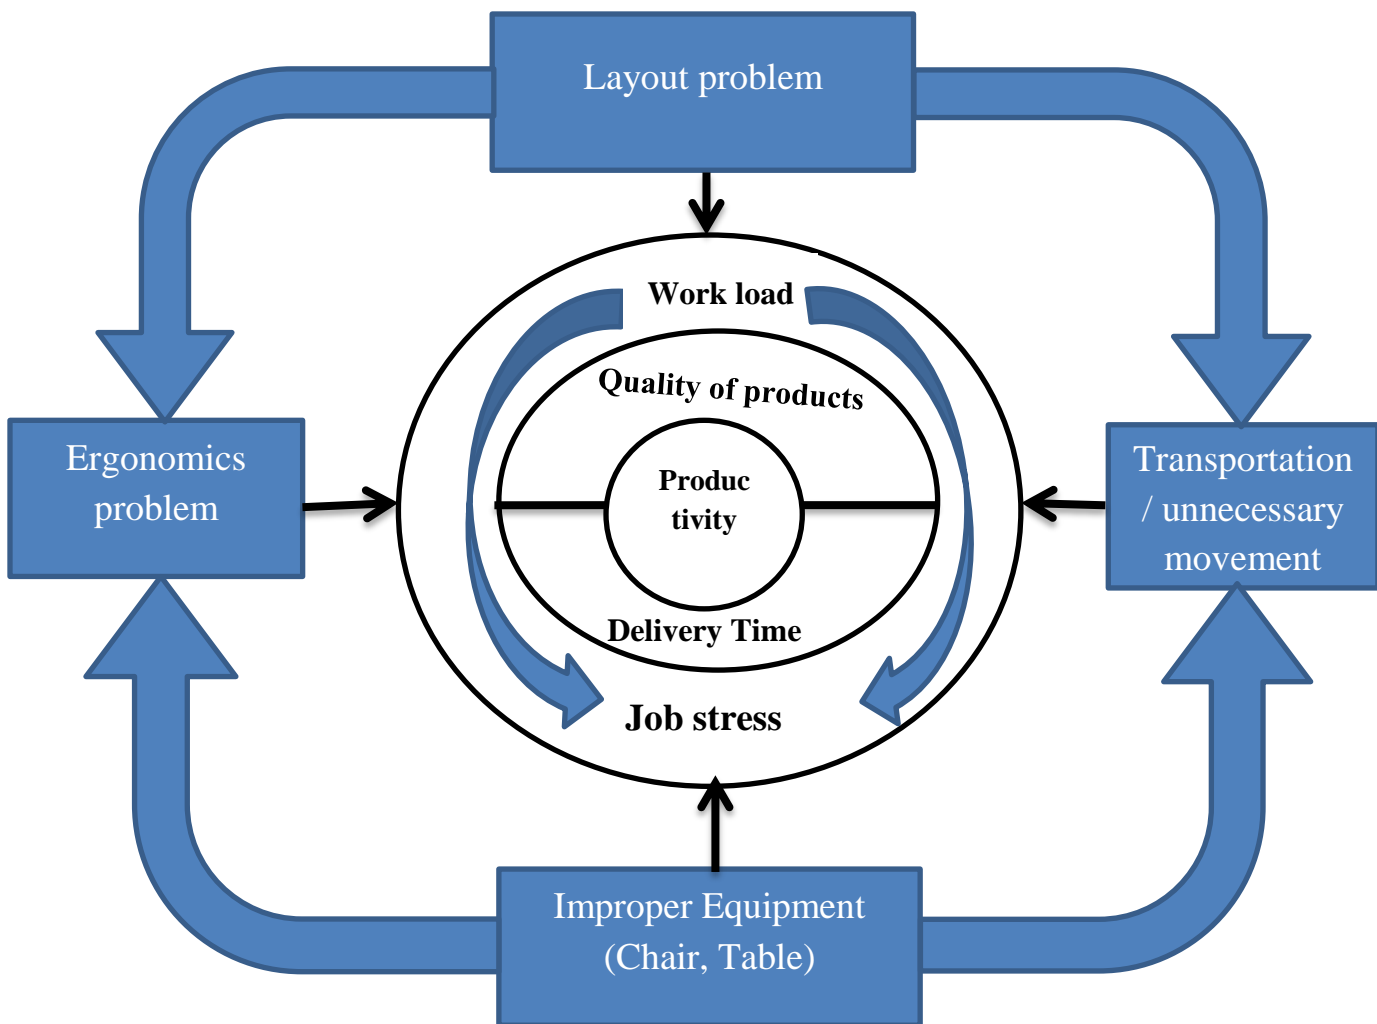 Layout problem
Work load
Quality of products
Ergonomics
problem
Produc
tivity
Transportation
/ unnecessary
movement
Delivery Time
Job stress
Improper Equipment
(Chair, Table)